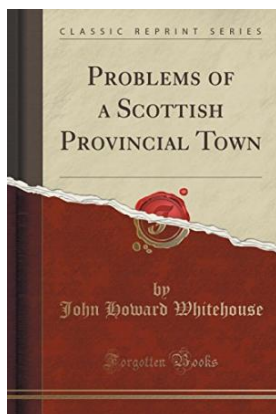 CLASSIC REPRINT SERIES
PROBLEMS OF
A SCOTTISH
PROVINCIAL TOWN
by
John Howard Whitehouse
Forgotten Books